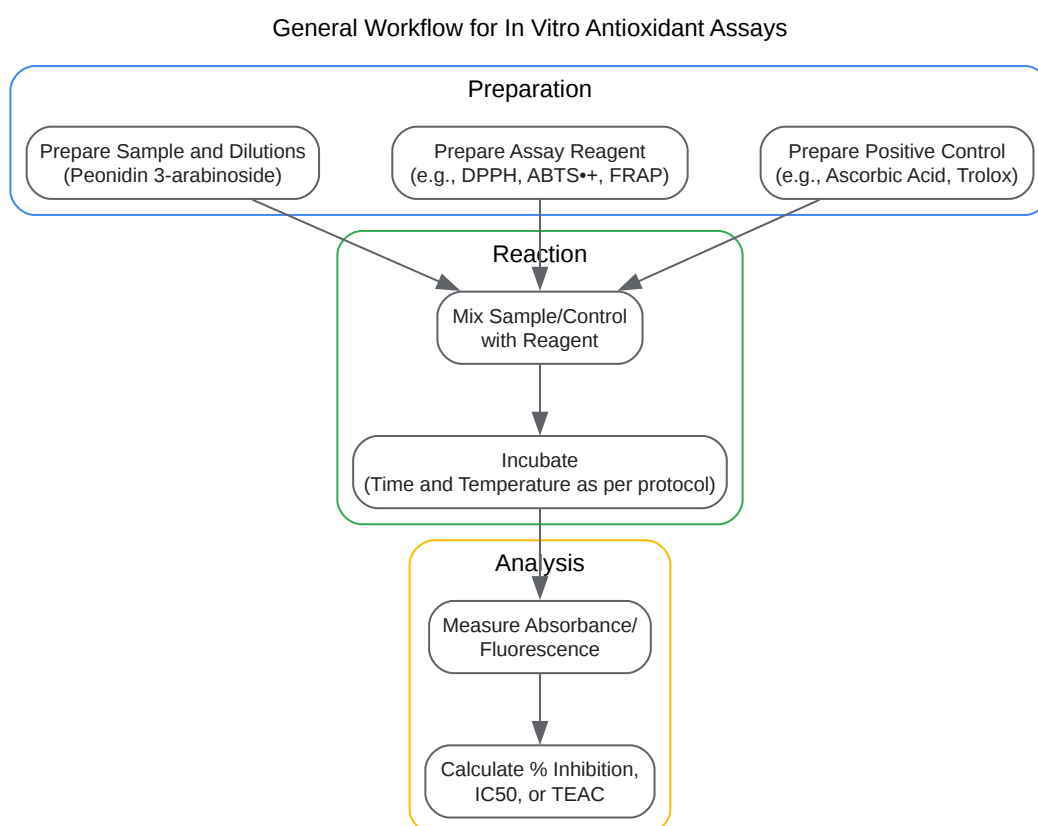 General Workflow for In Vitro Antioxidant Assays
Preparation
Prepare Sample and Dilutions
(Peonidin 3-arabinoside)
Prepare Assay Reagent
(e.g., DPPH, ABTS•+, FRAP)
Prepare Positive Control
(e.g., Ascorbic Acid, Trolox)
Reaction
Mix Sample/Control
with Reagent
Incubate
(Time and Temperature as per protocol)
Analysis
Measure Absorbance/
Fluorescence
Calculate % Inhibition,
IC50, or TEAC